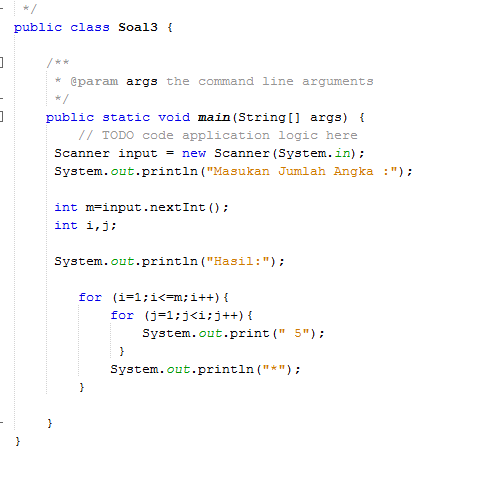 */
public class Soal3 {
/**
* @param args the command line arguments
*/
public static void main(String[] args) {
// TODO code application logic here
Scanner input = new Scanner(System.in);
System.out.println("Masukan Jumlah Angka :");
int m=input.nextInt();
int i,j;
System.out.println("Hasil:");
for (i=1;i<=m;i++){
for (j=1;j<i;j++){
System.out.print(" 5");
}
System.out.println("*");
}
}
}